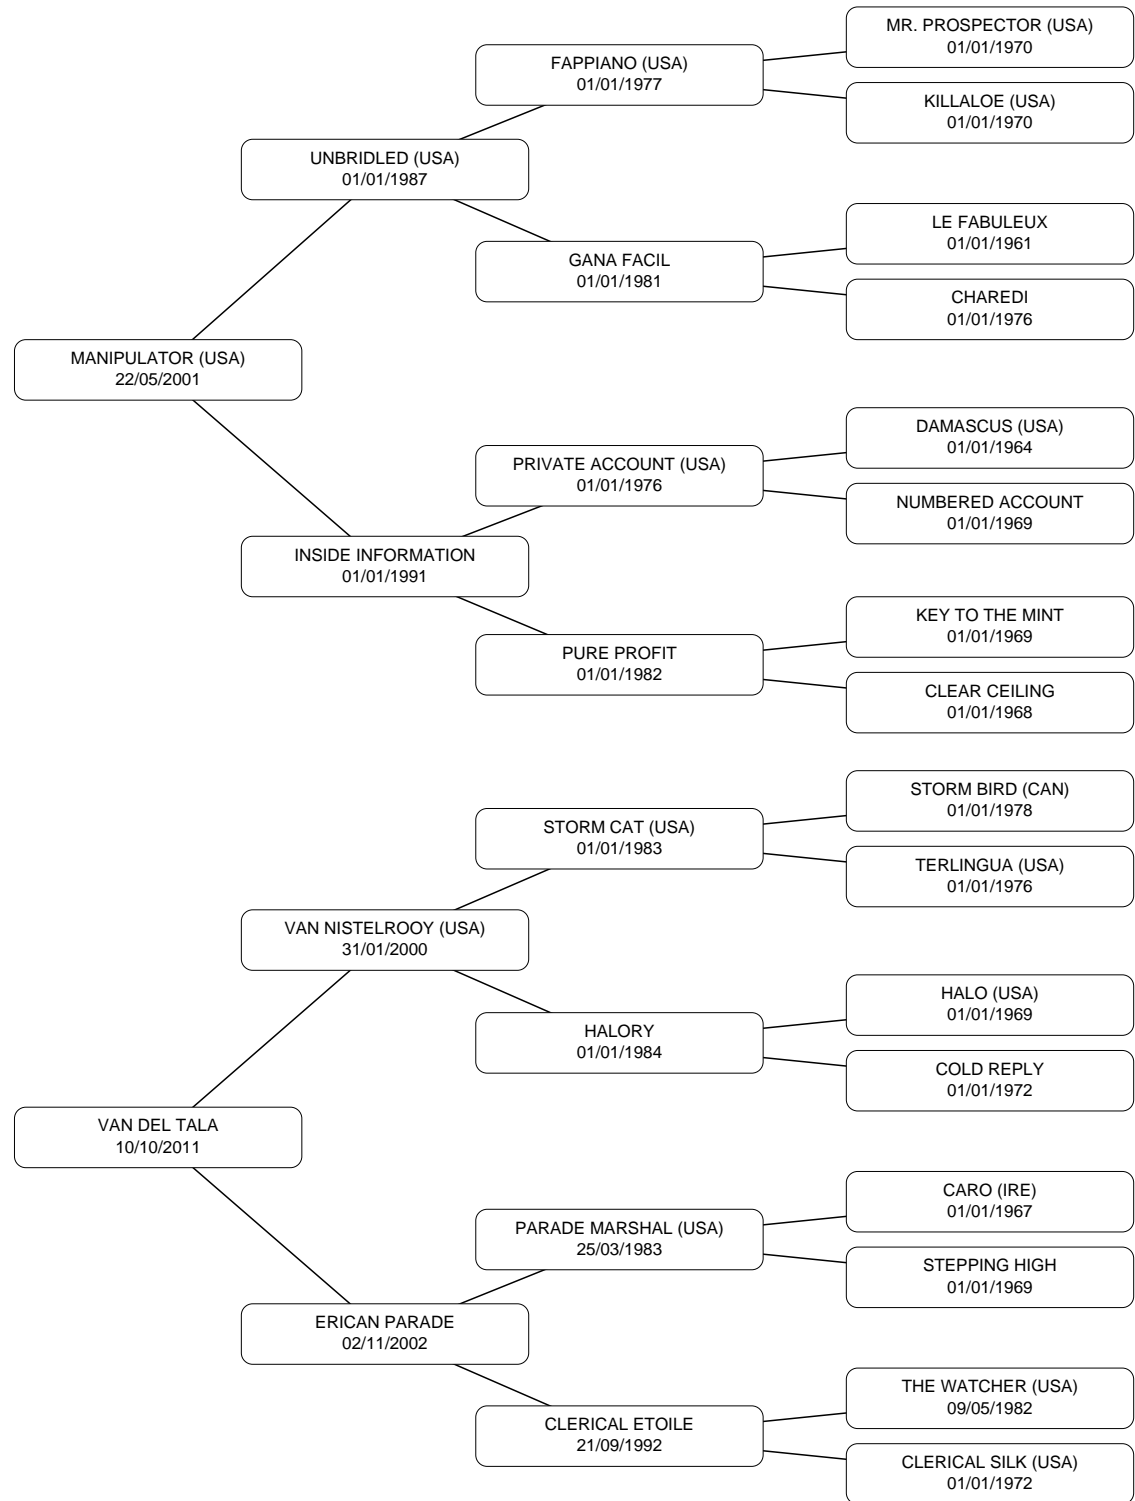 MR. PROSPECTOR (USA)
01/01/1970
FAPPIANO (USA)
01/01/1977
KILLALOE (USA)
01/01/1970
UNBRIDLED (USA)
01/01/1987
LE FABULEUX
01/01/1961
GANA FACIL
01/01/1981
CHAREDI
01/01/1976
MANIPULATOR (USA)
22/05/2001
DAMASCUS (USA)
01/01/1964
PRIVATE ACCOUNT (USA)
01/01/1976
NUMBERED ACCOUNT
01/01/1969
INSIDE INFORMATION
01/01/1991
KEY TO THE MINT
01/01/1969
PURE PROFIT
01/01/1982
CLEAR CEILING
01/01/1968
STORM BIRD (CAN)
01/01/1978
STORM CAT (USA)
01/01/1983
TERLINGUA (USA)
01/01/1976
VAN NISTELROOY (USA)
31/01/2000
HALO (USA)
01/01/1969
HALORY
01/01/1984
COLD REPLY
01/01/1972
VAN DEL TALA
10/10/2011
CARO (IRE)
01/01/1967
PARADE MARSHAL (USA)
25/03/1983
STEPPING HIGH
01/01/1969
ERICAN PARADE
02/11/2002
THE WATCHER (USA)
09/05/1982
CLERICAL ETOILE
21/09/1992
CLERICAL SILK (USA)
01/01/1972